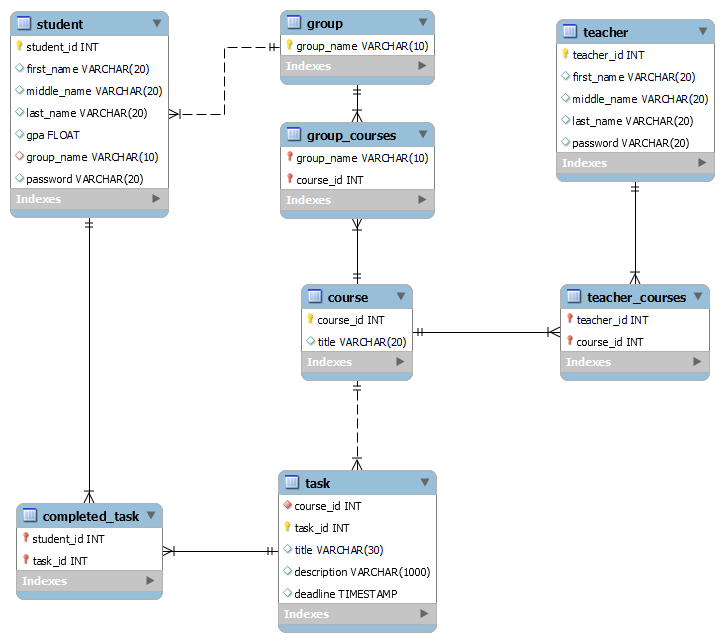 student
student_id INT
first_name VARCHAR(20)
middle_name VARCHAR(20)
last_name VARCHAR(20)
gpa FLOAT
group_name VARCHAR(10)
password VARCHAR(20)
Indexes
group
group_name VARCHAR(10)
Indexes
teacher
teacher_id INT
first_name VARCHAR(20)
middle_name VARCHAR(20)
last_name VARCHAR(20)
password VARCHAR(20)
Indexes
group_courses
group_name VARCHAR(10)
course_id INT
Indexes
course
course_id INT
title VARCHAR(20)
Indexes
teacher_courses
teacher_id INT
course_id INT
Indexes
completed_task
student_id INT
task_id INT
Indexes
task
course_id INT
task_id INT
title VARCHAR(30)
description VARCHAR(1000)
deadline TIMESTAMP
Indexes